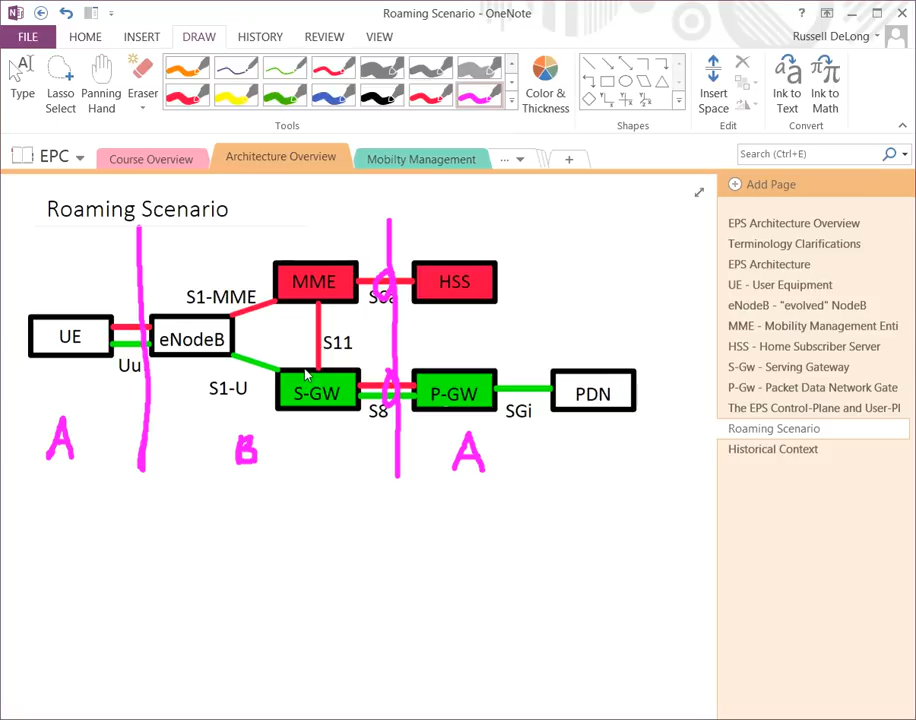 Roaming Scenario - OneNote
?
FILE HOME INSERT DRAW HISTORY REVIEW VIEW
Russell DeLong
Type
Lasso Select
Panning Hand
Eraser
Color & Thickness
Insert Space
Ink to Text
Ink to Math
Tools
Shapes
Edit
Convert
EPC
Course Overview
Architecture Overview
Mobilty Management
...
+
Search (Ctrl+E)
Add Page
Roaming Scenario
EPS Architecture Overview
Terminology Clarifications
EPS Architecture
UE - User Equipment
eNodeB - "evolved" NodeB
MME - Mobility Management Enti
HSS - Home Subscriber Server
S-Gw - Serving Gateway
P-Gw - Packet Data Network Gate
The EPS Control-Plane and User-Pl
Roaming Scenario
Historical Context
MME
HSS
S1-MME
UE
eNodeB
S11
Uu
S1-U
S-GW
P-GW
PDN
S8
SGi
A
B
A